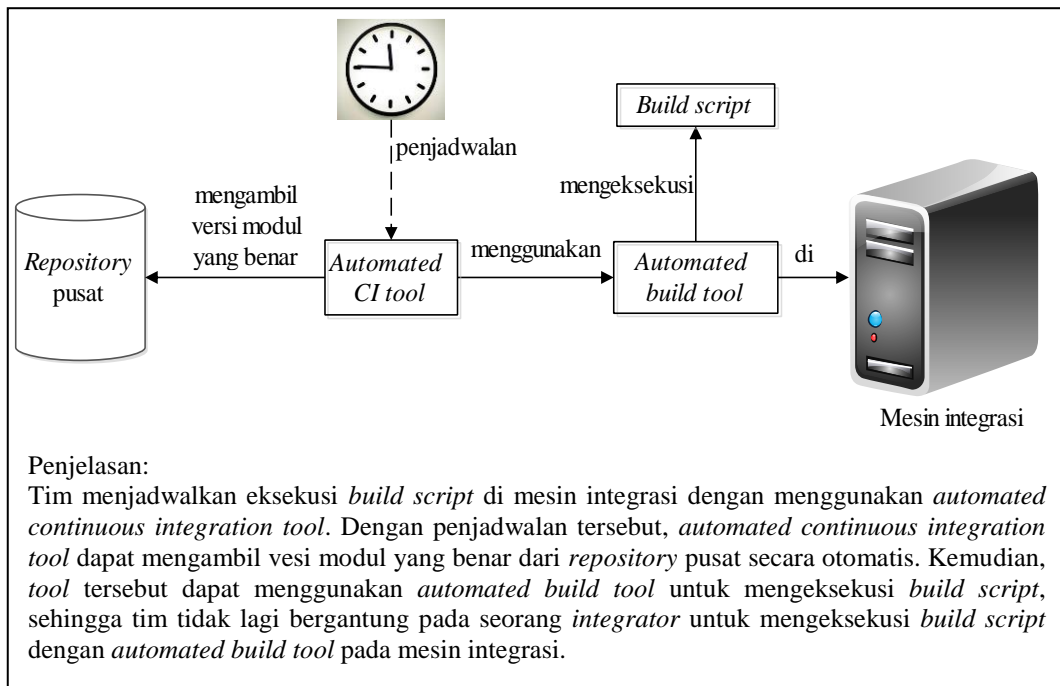 Build script
penjadwalan
mengeksekusi
mengambil
versi modul
yang benar
Repository
pusat
Automated
CI tool
menggunakan
Automated
build tool
di
Mesin integrasi
Penjelasan:
Tim menjadwalkan eksekusi build script di mesin integrasi dengan menggunakan automated
continuous integration tool. Dengan penjadwalan tersebut, automated continuous integration
tool dapat mengambil vesi modul yang benar dari repository pusat secara otomatis. Kemudian,
tool tersebut dapat menggunakan automated build tool untuk mengeksekusi build script,
sehingga tim tidak lagi bergantung pada seorang integrator untuk mengeksekusi build script
dengan automated build tool pada mesin integrasi.